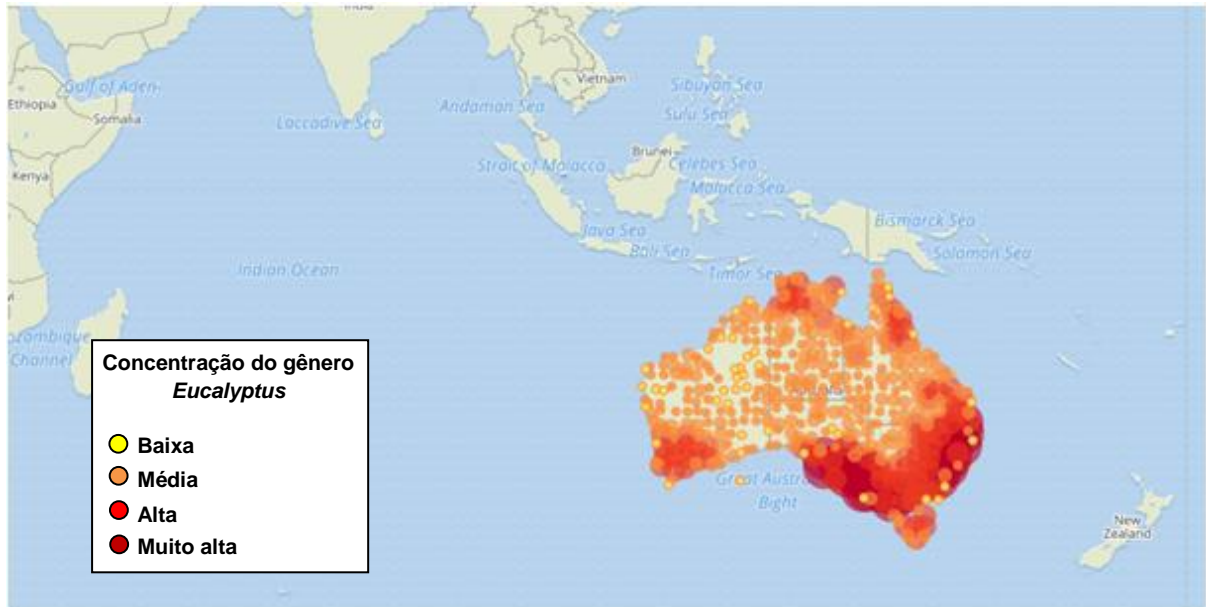 India
Gulf of Aden
Ethiopia
Somalia
Kenya
Laccadive Sea
Andaman Sea
Vietnam
Sibuyan Sea
Sulu Sea
Strait of Malacca
Brunei
Celebes Sea
Molucca Sea
Java Sea
Bali Sea
Timor Sea
Bismarck Sea
Solomon Sea
Indian Ocean
Channel
Great Austra
Bight
New
Zealand
Concentração do gênero
Eucalyptus
Baixa
Média
Alta
Muito alta